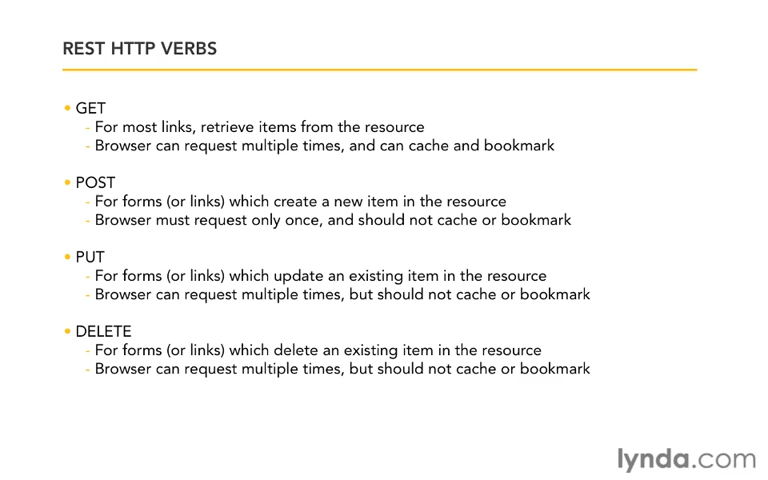 REST HTTP VERBS
• GET
- For most links, retrieve items from the resource
- Browser can request multiple times, and can cache and bookmark
• POST
- For forms (or links) which create a new item in the resource
- Browser must request only once, and should not cache or bookmark
• PUT
- For forms (or links) which update an existing item in the resource
- Browser can request multiple times, but should not cache or bookmark
• DELETE
- For forms (or links) which delete an existing item in the resource
- Browser can request multiple times, but should not cache or bookmark
lynda.com